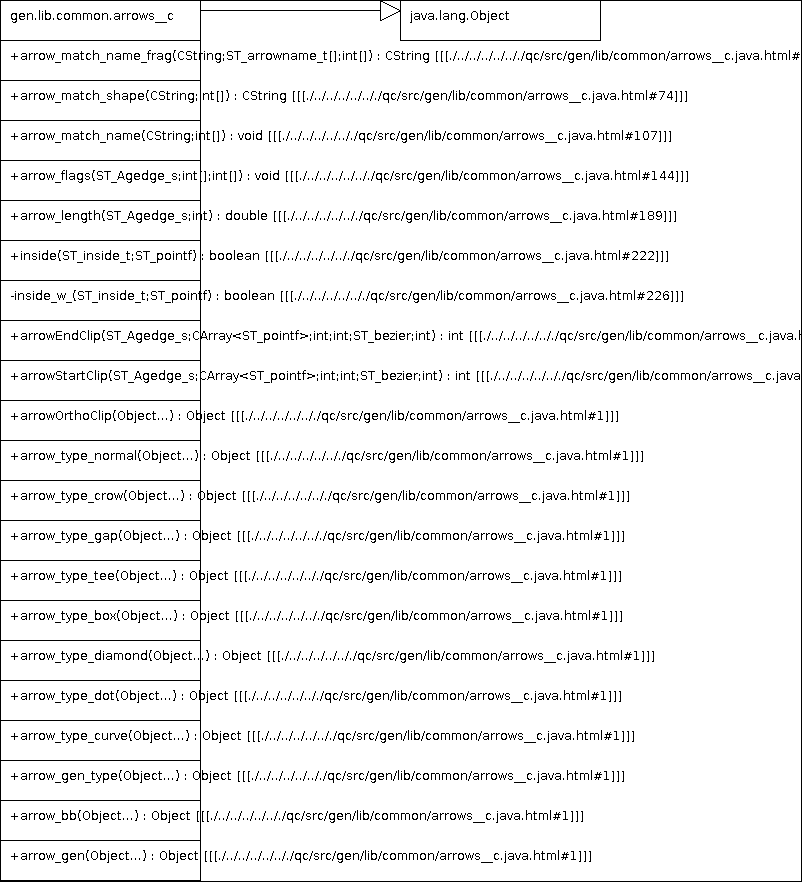 gen.lib.common.arrows__c
java.lang.Object
+arrow_match_name_frag(CString;ST_arrowname_t[];int[]) : CString [[[./../../../../../../qc/src/gen/lib/common/arrows__c.java.html#
+arrow_match_shape(CString;int[]) : CString [[[./../../../../../../qc/src/gen/lib/common/arrows__c.java.html#74]]]
+arrow_match_name(CString;int[]) : void [[[./../../../../../../qc/src/gen/lib/common/arrows__c.java.html#107]]]
+arrow_flags(ST_Agedge_s;int[];int[]) : void [[[./../../../../../../qc/src/gen/lib/common/arrows__c.java.html#144]]]
+arrow_length(ST_Agedge_s;int) : double [[[./../../../../../../qc/src/gen/lib/common/arrows__c.java.html#189]]]
+inside(ST_inside_t;ST_pointf) : boolean [[[./../../../../../../qc/src/gen/lib/common/arrows__c.java.html#222]]]
-inside_w_(ST_inside_t;ST_pointf) : boolean [[[./../../../../../../qc/src/gen/lib/common/arrows__c.java.html#226]]]
+arrowEndClip(ST_Agedge_s;CArray<ST_pointf>;int;int;ST_bezier;int) : int [[[./../../../../../../qc/src/gen/lib/common/arrows__c.java.h
+arrowStartClip(ST_Agedge_s;CArray<ST_pointf>;int;int;ST_bezier;int) : int [[[./../../../../../../qc/src/gen/lib/common/arrows__c.java
+arrowOrthoClip(Object...) : Object [[[./../../../../../../qc/src/gen/lib/common/arrows__c.java.html#1]]]
+arrow_type_normal(Object...) : Object [[[./../../../../../../qc/src/gen/lib/common/arrows__c.java.html#1]]]
+arrow_type_crow(Object...) : Object [[[./../../../../../../qc/src/gen/lib/common/arrows__c.java.html#1]]]
+arrow_type_gap(Object...) : Object [[[./../../../../../../qc/src/gen/lib/common/arrows__c.java.html#1]]]
+arrow_type_tee(Object...) : Object [[[./../../../../../../qc/src/gen/lib/common/arrows__c.java.html#1]]]
+arrow_type_box(Object...) : Object [[[./../../../../../../qc/src/gen/lib/common/arrows__c.java.html#1]]]
+arrow_type_diamond(Object...) : Object [[[./../../../../../../qc/src/gen/lib/common/arrows__c.java.html#1]]]
+arrow_type_dot(Object...) : Object [[[./../../../../../../qc/src/gen/lib/common/arrows__c.java.html#1]]]
+arrow_type_curve(Object...) : Object [[[./../../../../../../qc/src/gen/lib/common/arrows__c.java.html#1]]]
+arrow_gen_type(Object...) : Object [[[./../../../../../../qc/src/gen/lib/common/arrows__c.java.html#1]]]
+arrow_bb(Object...) : Object [[[./../../../../../../qc/src/gen/lib/common/arrows__c.java.html#1]]]
+arrow_gen(Object...) : Object [[[./../../../../../../qc/src/gen/lib/common/arrows__c.java.html#1]]]